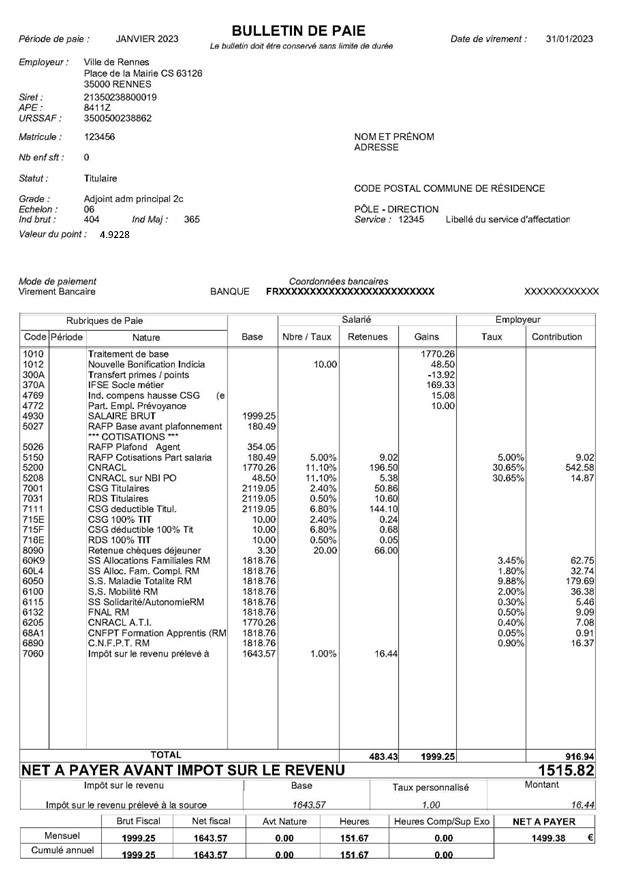 BULLETIN DE PAIE
Période de paie : JANVIER 2023 Le bulletin doit être conservé sans limite de durée Date de virement : 31/01/2023
Employeur : Ville de Rennes
Place de la Mairie CS 63126
35000 RENNES
Siret : 21350238800019
APE : 8411Z
URSSAF : 3500500238862
Matricule : 123456 NOM ET PRÉNOM
ADRESSE
Nb enf sft : 0
Statut : Titulaire
CODE POSTAL COMMUNE DE RÉSIDENCE
Grade : Adjoint adm principal 2c
Echelon : 06 PÔLE - DIRECTION
Ind brut : 404 Ind Maj : 365 Service : 12345 Libellé du service d'affectation
Valeur du point : 4.9228
Mode de paiement Coordonnées bancaires
Virement Bancaire BANQUE FRXXXXXXXXXXXXXXXXXXXXXXXXX XXXXXXXXXXXX
Rubriques de Paie Salarié Employeur
Code Période Nature Base Nbre / Taux Retenues Gains Taux Contribution
1010 Traitement de base 1770.26
1012 Nouvelle Bonification Indicia 10.00 48.50
300A Transfert primes / points -13.92
370A IFSE Socle métier 169.33
4769 Ind. compens hausse CSG (e 15.08
4772 Part. Empl. Prévoyance 10.00
4930 SALAIRE BRUT 1999.25
5027 RAFP Base avant plafonnement 180.49
*** COTISATIONS ***
5026 RAFP Plafond Agent 354.05
5150 RAFP Cotisations Part salaria 180.49 5.00% 9.02 5.00% 9.02
5200 CNRACL 1770.26 11.10% 196.50 30.65% 542.58
5208 CNRACL sur NBI PO 48.50 11.10% 5.38 30.65% 14.87
7001 CSG Titulaires 2119.05 2.40% 50.86
7031 RDS Titulaires 2119.05 0.50% 10.60
7111 CSG deductible Titul. 2119.05 6.80% 144.10
715E CSG 100% TIT 10.00 2.40% 0.24
715F CSG déductible 100% Tit 10.00 6.80% 0.68
716E RDS 100% TIT 10.00 0.50% 0.05
8090 Retenue chèques déjeuner 3.30 20.00 66.00
60K9 SS Allocations Familiales RM 1818.76 3.45% 62.75
60L4 SS Alloc. Fam. Compl. RM 1818.76 1.80% 32.74
6050 S.S. Maladie Totalite RM 1818.76 9.88% 179.69
6100 S.S. Mobilité RM 1818.76 2.00% 36.38
6115 SS Solidarité/AutonomieRM 1818.76 0.30% 5.46
6132 FNAL RM 1818.76 0.50% 9.09
6205 CNRACL A.T.I. 1770.26 0.40% 7.08
68A1 CNFPT Formation Apprentis (RM 1818.76 0.05% 0.91
6890 C.N.F.P.T. RM 1818.76 0.90% 16.37
7060 Impôt sur le revenu prélevé à 1643.57 1.00% 16.44
TOTAL 483.43 1999.25 916.94
NET A PAYER AVANT IMPOT SUR LE REVENU 1515.82
Impôt sur le revenu Base Taux personnalisé Montant
Impôt sur le revenu prélevé à la source 1643.57 1.00 16.44
Brut Fiscal Net fiscal Avt Nature Heures Heures Comp/Sup Exo NET A PAYER
Mensuel 1999.25 1643.57 0.00 151.67 0.00 1499.38 €
Cumulé annuel 1999.25 1643.57 0.00 151.67 0.00